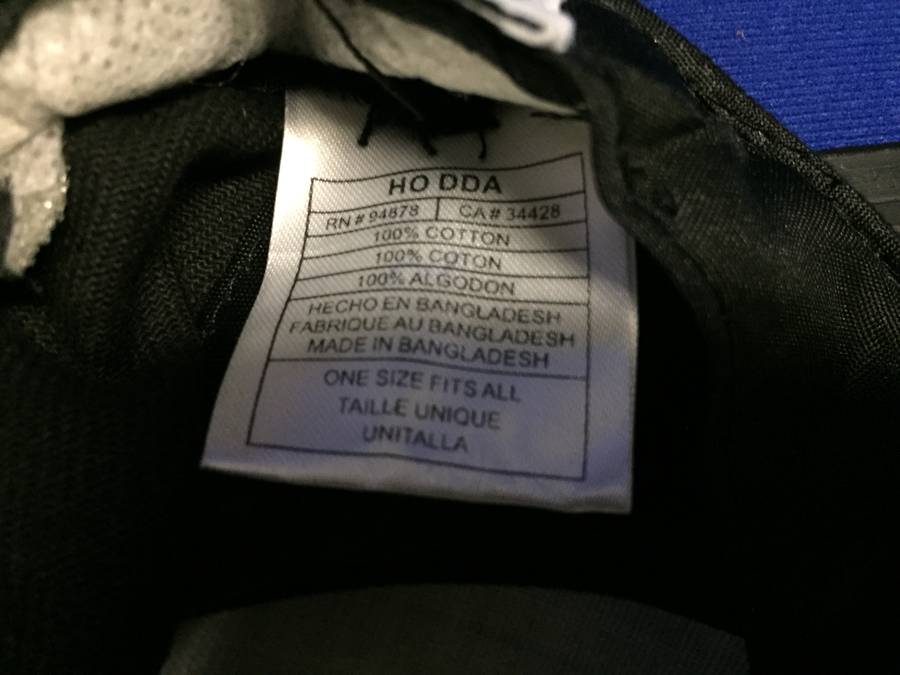 HO DDA
RN # 94878 CA # 34428
100% COTTON
100% COTON
100% ALGODON
HECHO EN BANGLADESH
FABRIQUE AU BANGLADESH
MADE IN BANGLADESH
ONE SIZE FITS ALL
TAILLE UNIQUE
UNITALLA